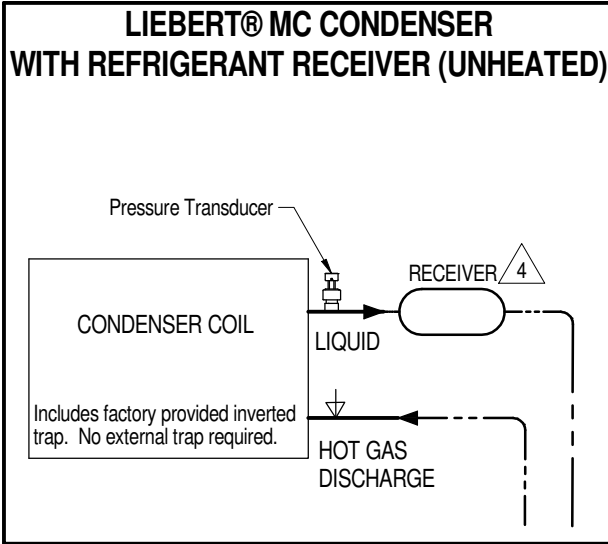 LIEBERT® MC CONDENSER
WITH REFRIGERANT RECEIVER (UNHEATED)
Pressure Transducer
RECEIVER 4
CONDENSER COIL
LIQUID
Includes factory provided inverted
trap. No external trap required.
HOT GAS
DISCHARGE